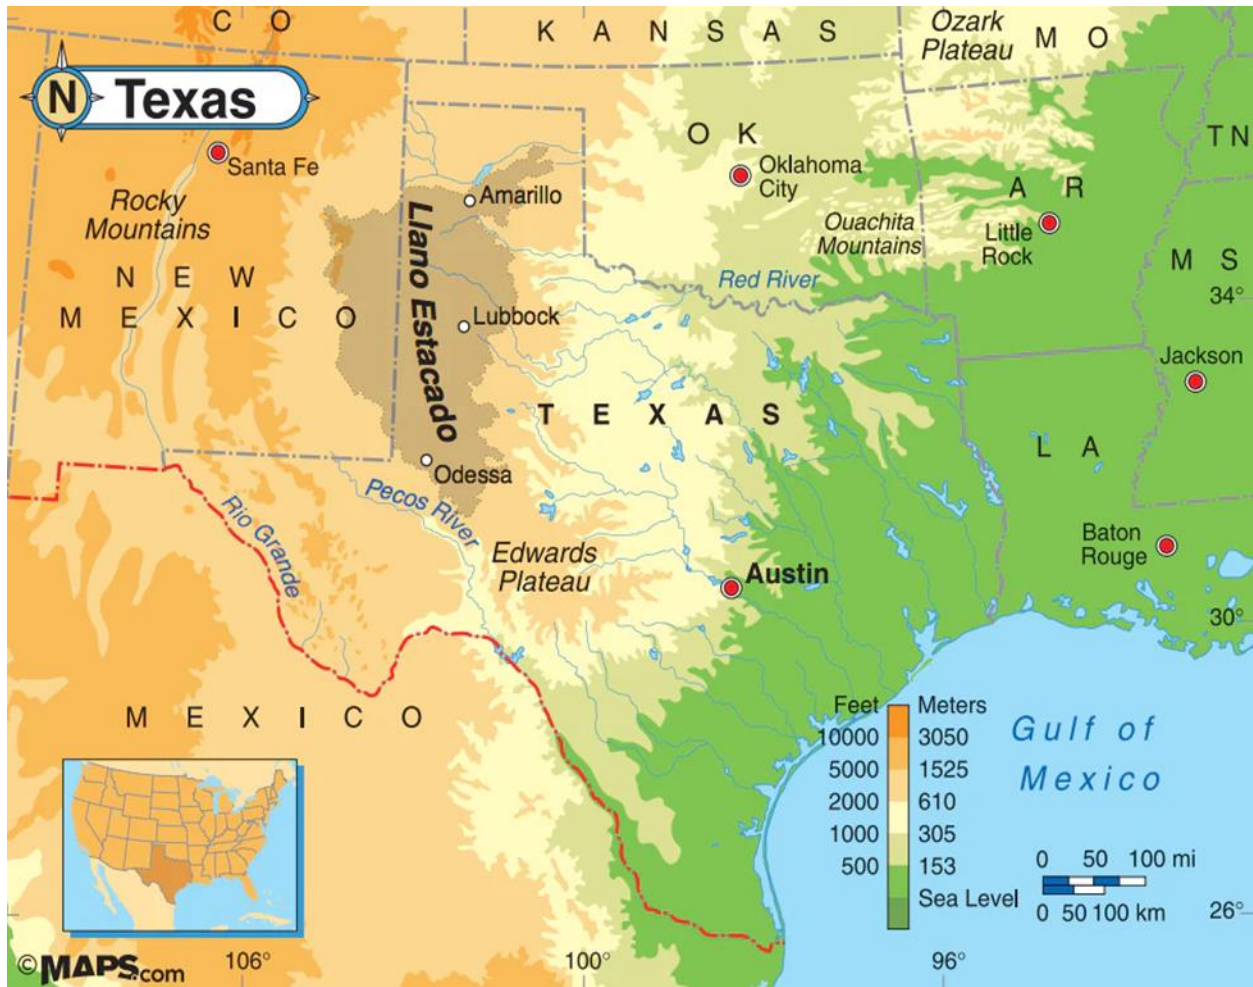 C O
K A N S A S
Ozark
Plateau
M O
N
Texas
O K
T N
Santa Fe
Oklahoma
City
Amarillo
A R
Rocky
Mountains
Llano Estacado
Ouachita
Mountains
Little
Rock
M S
N E W
M E X I C O
Red River
34°
Lubbock
Jackson
T E X A S
L A
Odessa
Pecos River
Rio Grande
Edwards
Plateau
Baton
Rouge
Austin
30°
M E X I C O
Feet Meters
10000 3050
5000 1525
2000 610
1000 305
500 153
Sea Level
Gulf of
Mexico
0 50 100 mi
0 50 100 km
26°
©MAPS.com
106°
100°
96°